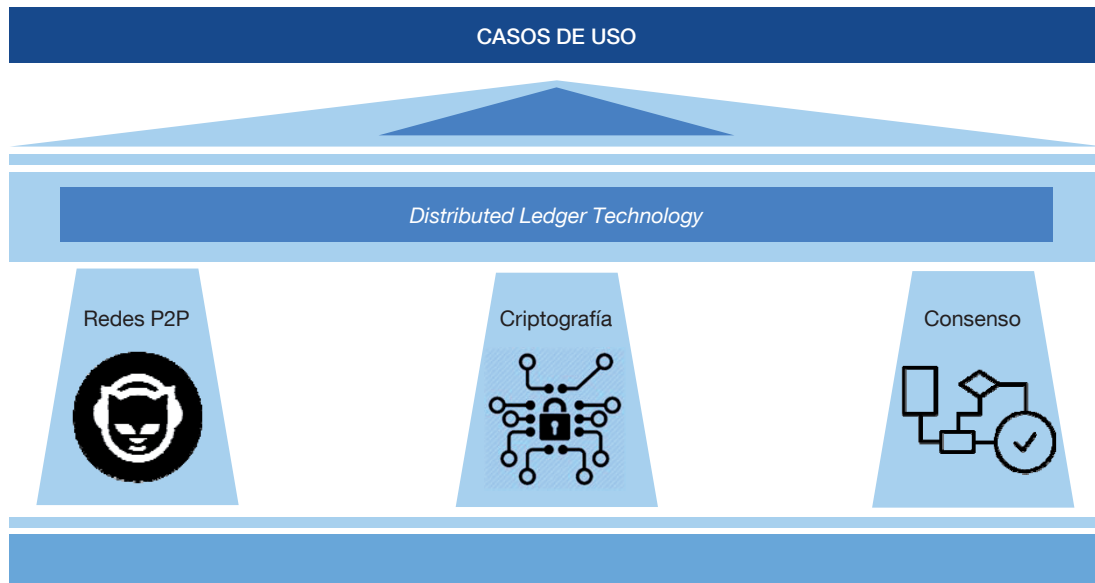 CASOS DE USO
Distributed Ledger Technology
Redes P2P
Criptografía
Consenso